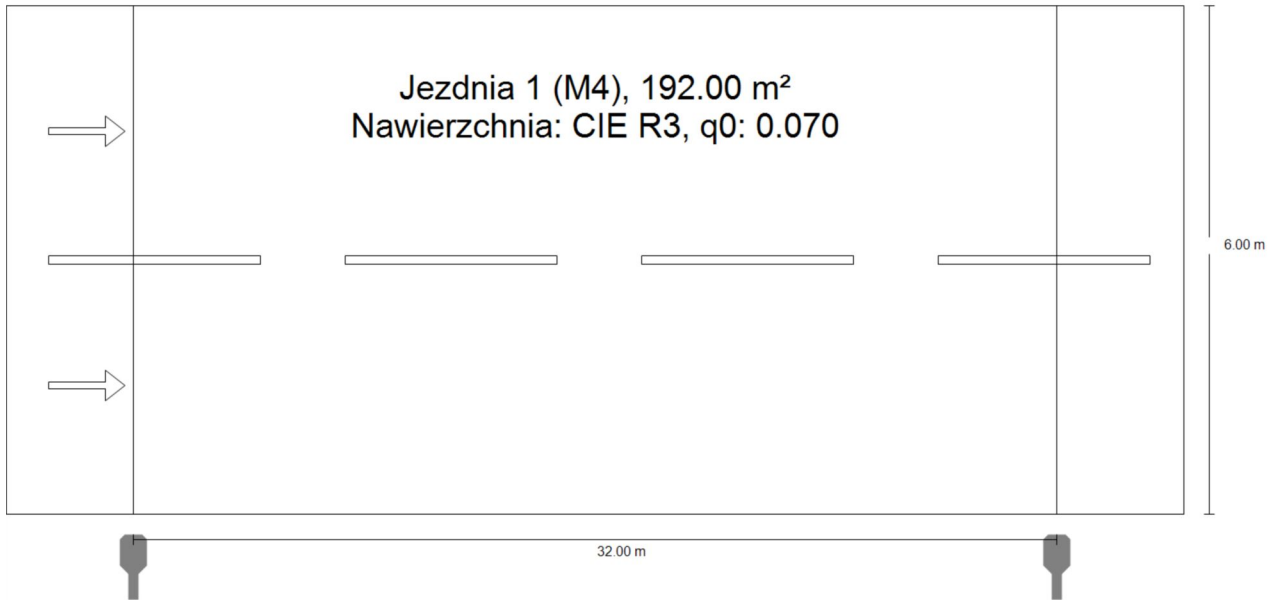 Jezdnia 1 (M4), 192.00 m²
Nawierzchnia: CIE R3, q0: 0.070
6.00 m
32.00 m